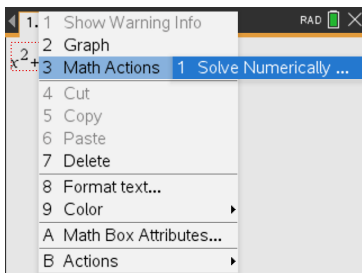 1.
RAD
x²+
1 Show Warning Info
2 Graph
3 Math Actions
1 Solve Numerically ...
4 Cut
5 Copy
6 Paste
7 Delete
8 Format text...
9 Color
A Math Box Attributes...
B Actions